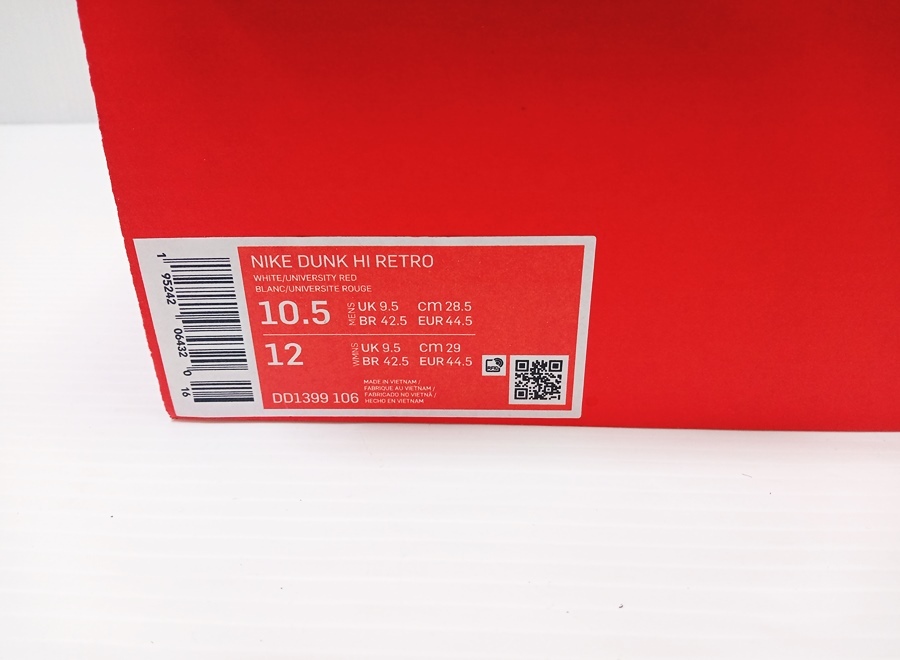 1 95242 06432 0 16
NIKE DUNK HI RETRO
WHITE/UNIVERSITY RED
BLANC/UNIVERSITE ROUGE
10.5 MENS UK 9.5 CM 28.5
BR 42.5 EUR 44.5
12 WMNS UK 9.5 CM 29
BR 42.5 EUR 44.5
DD1399 106
MADE IN VIETNAM /
FABRIQUE AU VIETNAM /
FABRICADO NO VIETNÃ /
HECHO EN VIETNAM